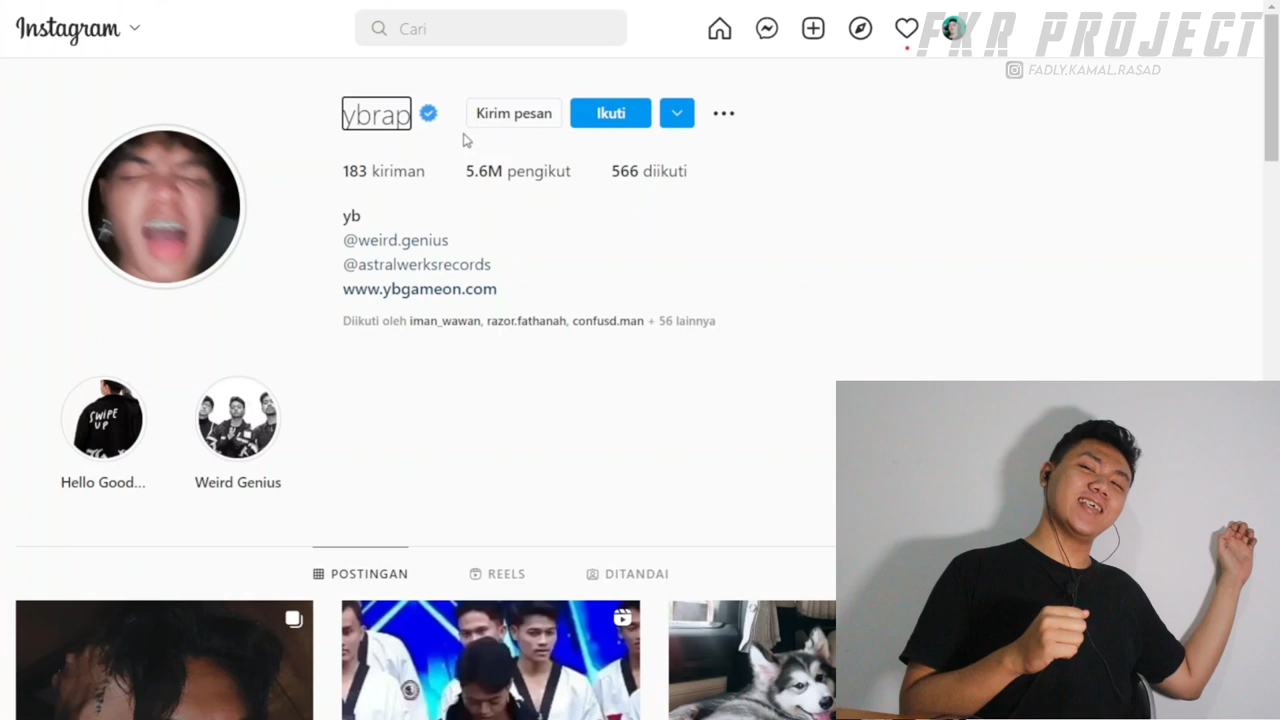 Instagram
Cari
FKR PROJECT
FADLY.KAMAL.RASAD
ybrap
Kirim pesan
Ikuti
183 kiriman
5.6M pengikut
566 diikuti
yb
@weird.genius
@astralwerksrecords
www.ybgameon.com
Diikuti oleh iman_wawan, razor.fathanah, confusd.man + 56 lainnya
SWIPE
UP
Hello Good...
Weird Genius
POSTINGAN
REELS
DITANDAI